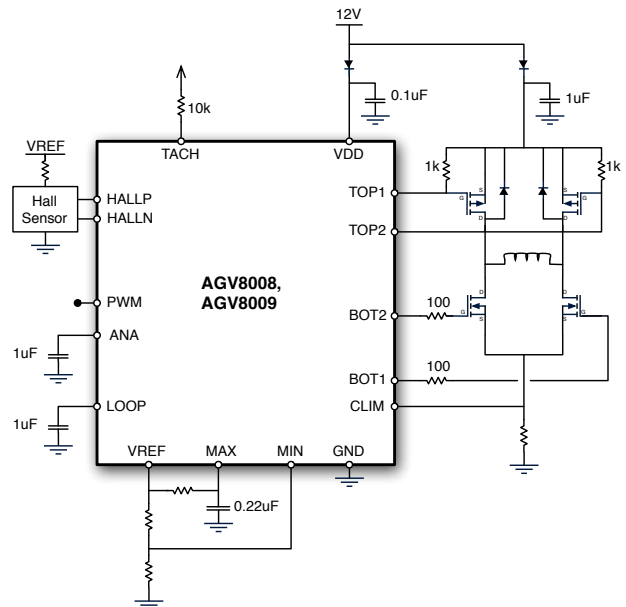 12V
0.1uF
1uF
10k
VREF
TACH
VDD
1k
1k
Hall
Sensor
HALLP
HALLN
TOP1
TOP2
S
G
D
S
G
D
AGV8008,
AGV8009
PWM
ANA
1uF
LOOP
1uF
BOT2
100
BOT1
100
CLIM
D
G
S
D
G
S
VREF
MAX
MIN
GND
0.22uF